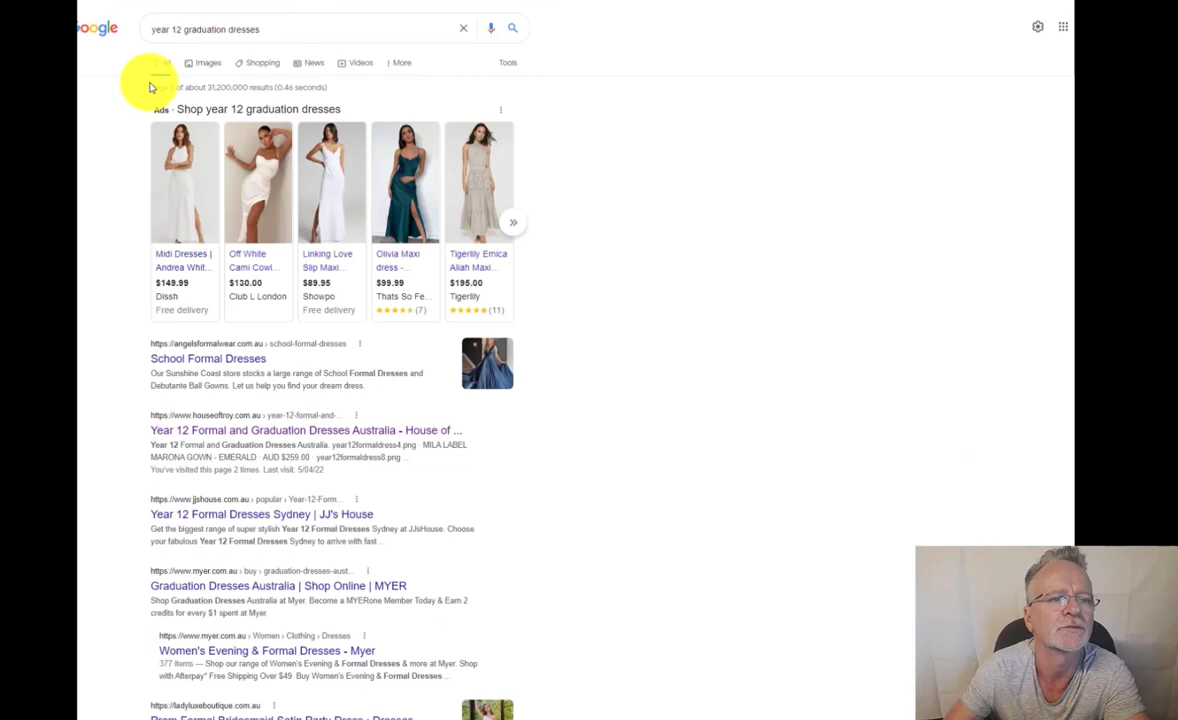 Google
year 12 graduation dresses
Images Shopping News Videos More Tools
of about 31,200,000 results (0.46 seconds)
Ads · Shop year 12 graduation dresses
Midi Dresses |
Andrea Whit...
$149.99
Dissh
Free delivery
Off White
Cami Cowl...
$130.00
Club L London
Linking Love
Slip Maxi...
$89.95
Showpo
Free delivery
Olivia Maxi
dress -...
$99.99
Thats So Fe...
(7)
Tigerlily Emica
Aliah Maxi...
$195.00
Tigerlily
(11)
https://angelsformalwear.com.au › school-formal-dresses
School Formal Dresses
Our Sunshine Coast store stocks a large range of School Formal Dresses and
Debutante Ball Gowns. Let us help you find your dream dress.
https://www.houseoftroy.com.au › year-12-formal-and-...
Year 12 Formal and Graduation Dresses Australia - House of ...
Year 12 Formal and Graduation Dresses Australia. year12formaldress4.png · MILA LABEL
MARONA GOWN - EMERALD · AUD $259.00 · year12formaldress8.png ...
You've visited this page 2 times. Last visit: 5/04/22
https://www.jjshouse.com.au › popular › Year-12-Form...
Year 12 Formal Dresses Sydney | JJ's House
Get the biggest range of super stylish Year 12 Formal Dresses Sydney at JJsHouse. Choose
your fabulous Year 12 Formal Dresses Sydney to arrive with fast ...
https://www.myer.com.au › buy › graduation-dresses-aust...
Graduation Dresses Australia | Shop Online | MYER
Shop Graduation Dresses Australia at Myer. Become a MYERone Member Today & Earn 2
credits for every $1 spent at Myer.
https://www.myer.com.au › Women › Clothing › Dresses
Women's Evening & Formal Dresses - Myer
377 items — Shop our range of Women's Evening & Formal Dresses & more at Myer. Shop
with Afterpay* Free Shipping Over $49. Buy Women's Evening & Formal Dresses ...
https://ladyluxeboutique.com.au
Prom Formal Bridesmaid Satin Party Dress · Dresses